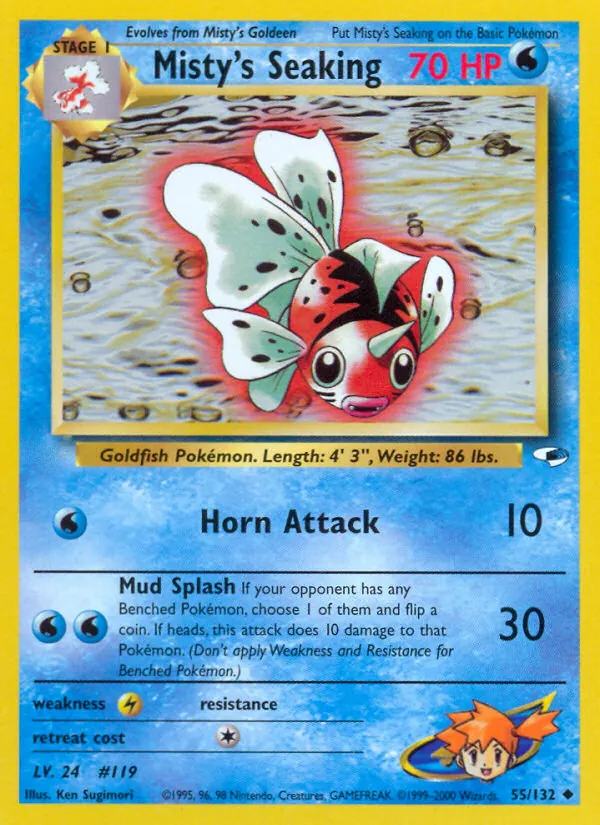 Evolves from Misty's Goldeen Put Misty's Seaking on the Basic Pokémon
STAGE 1
Misty's Seaking 70 HP
Goldfish Pokémon. Length: 4' 3", Weight: 86 lbs.
Horn Attack 10
Mud Splash If your opponent has any
Benched Pokémon, choose 1 of them and flip a
coin. If heads, this attack does 10 damage to that
Pokémon. (Don't apply Weakness and Resistance for
Benched Pokémon.)
30
weakness resistance
retreat cost
LV. 24 #119
Illus. Ken Sugimori ©1995, 96, 98 Nintendo, Creatures, GAMEFREAK. ©1999-2000 Wizards. 55/132